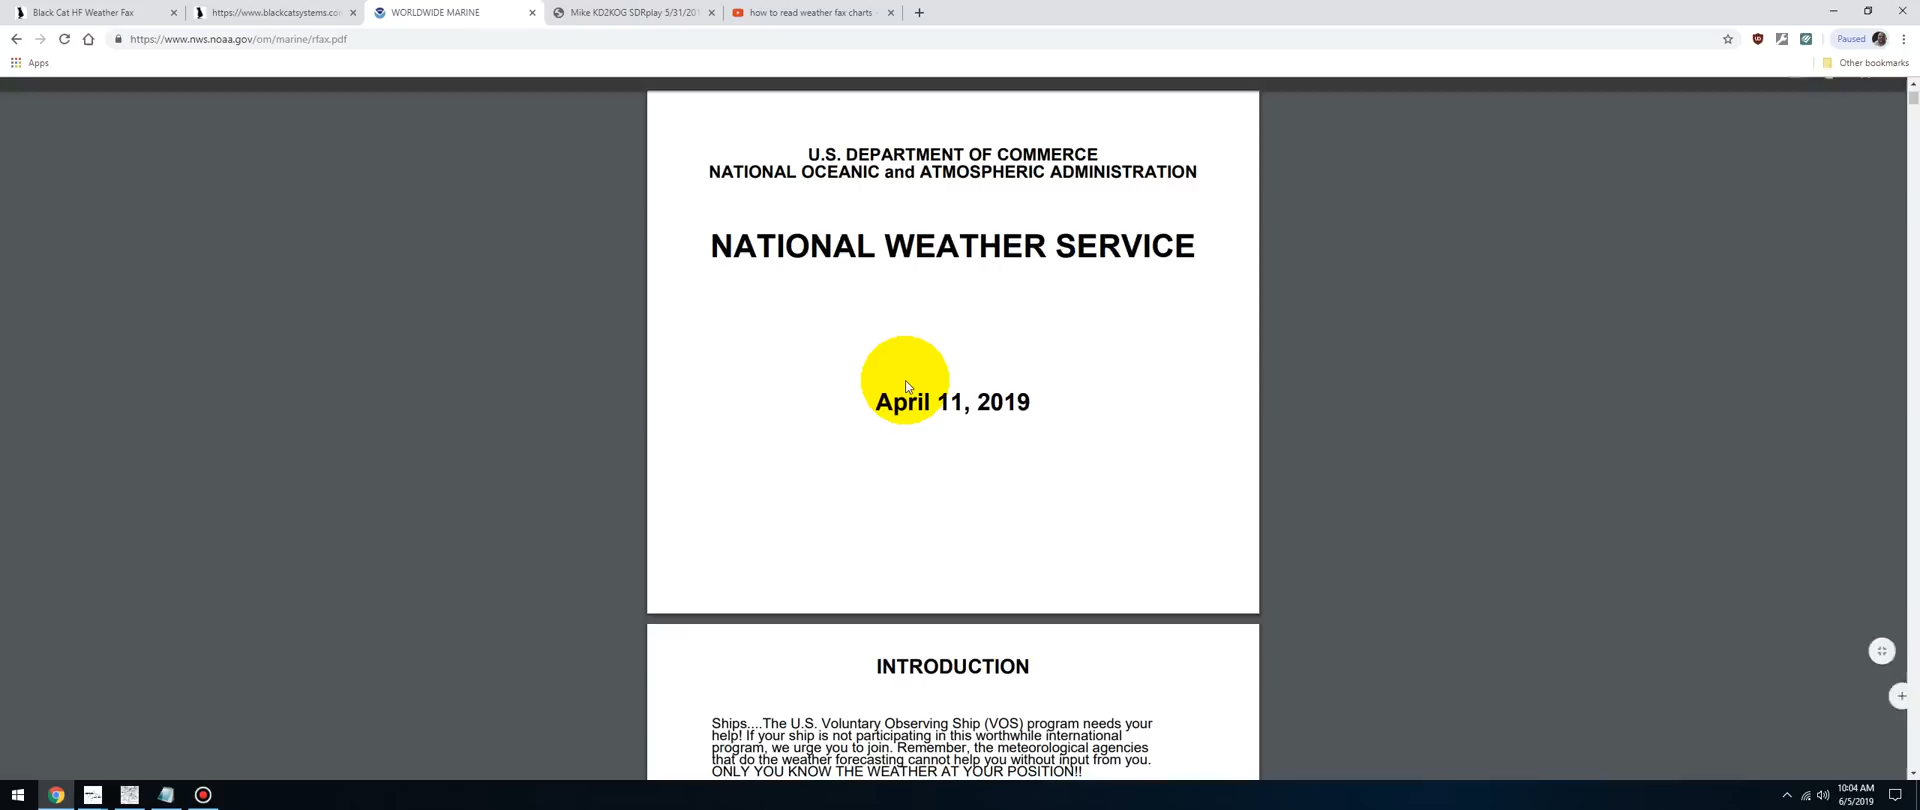 Black Cat HF Weather Fax
https://www.blackcatsystems.co
WORLDWIDE MARINE
Mike KD2KOG SDRplay 5/31/201
how to read weather fax charts -
https://www.nws.noaa.gov/om/marine/rfax.pdf
Paused
Apps
Other bookmarks
U.S. DEPARTMENT OF COMMERCE
NATIONAL OCEANIC and ATMOSPHERIC ADMINISTRATION
NATIONAL WEATHER SERVICE
April 11, 2019
INTRODUCTION
Ships....The U.S. Voluntary Observing Ship (VOS) program needs your
help! If your ship is not participating in this worthwhile international
program, we urge you to join. Remember, the meteorological agencies
that do the weather forecasting cannot help you without input from you.
ONLY YOU KNOW THE WEATHER AT YOUR POSITION!!
10:04 AM
6/5/2019